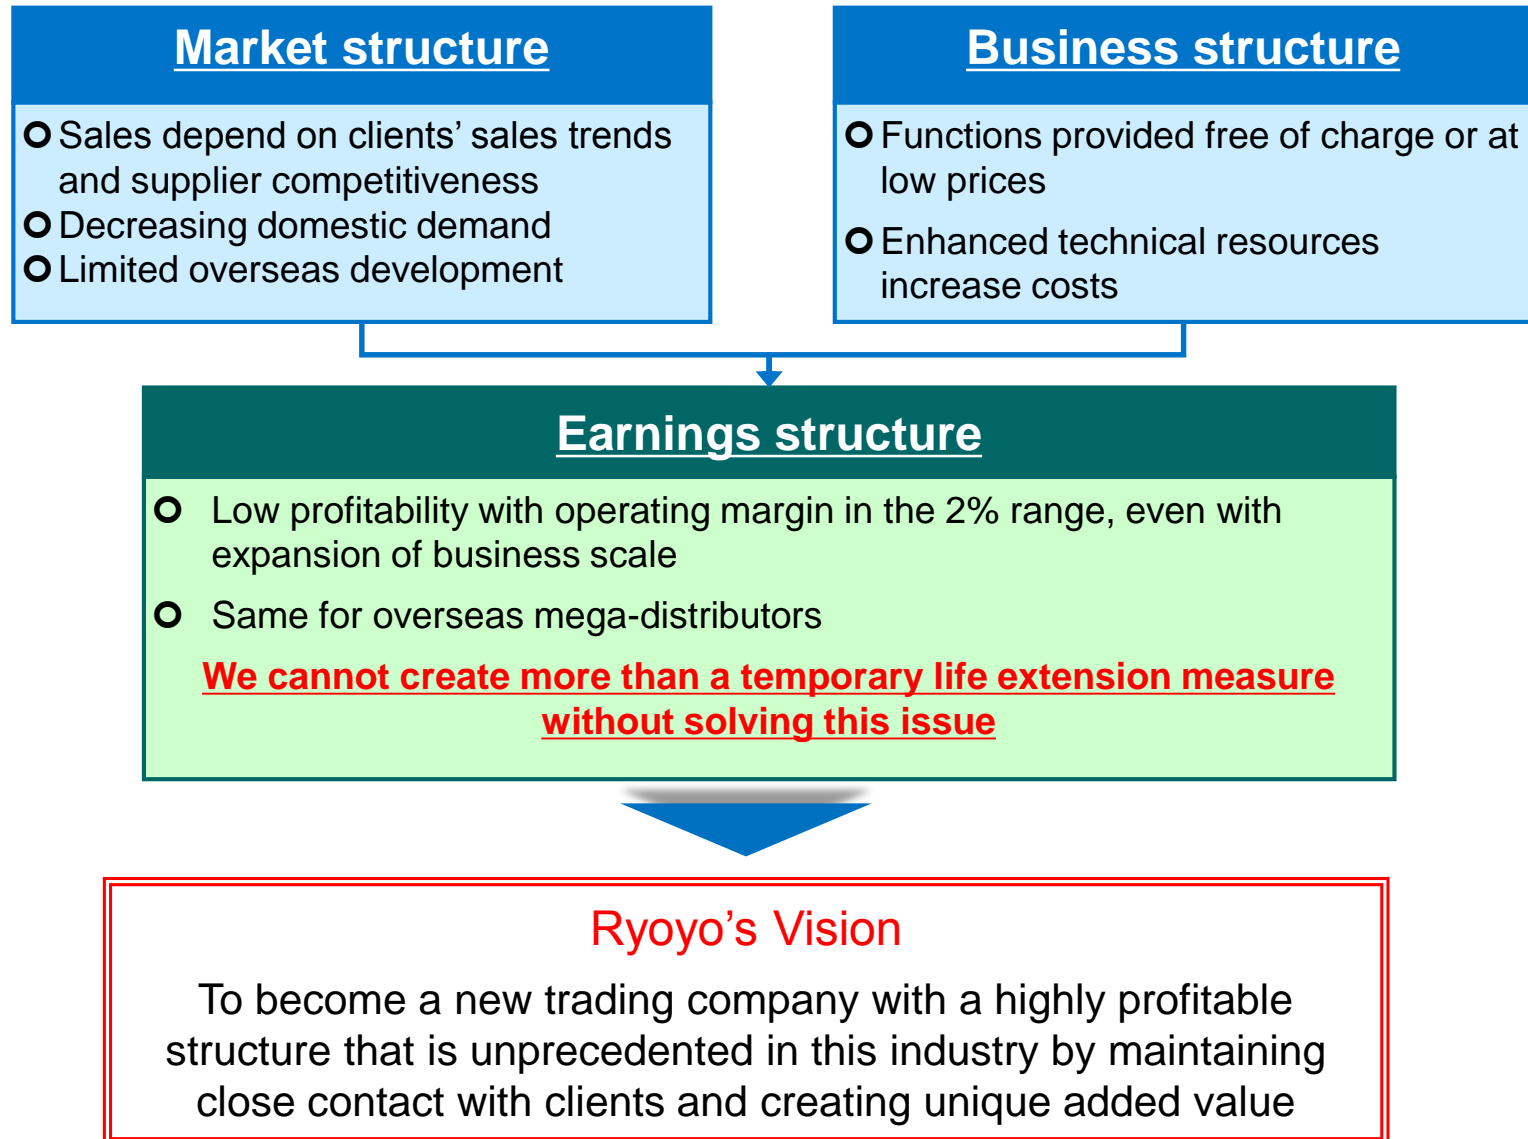 Market structure
Sales depend on clients’ sales trends
and supplier competitiveness
Decreasing domestic demand
Limited overseas development
Business structure
Functions provided free of charge or at
low prices
Enhanced technical resources
increase costs
Earnings structure
Low profitability with operating margin in the 2% range, even with
expansion of business scale
Same for overseas mega-distributors
We cannot create more than a temporary life extension measure
without solving this issue
Ryoyo’s Vision
To become a new trading company with a highly profitable
structure that is unprecedented in this industry by maintaining
close contact with clients and creating unique added value